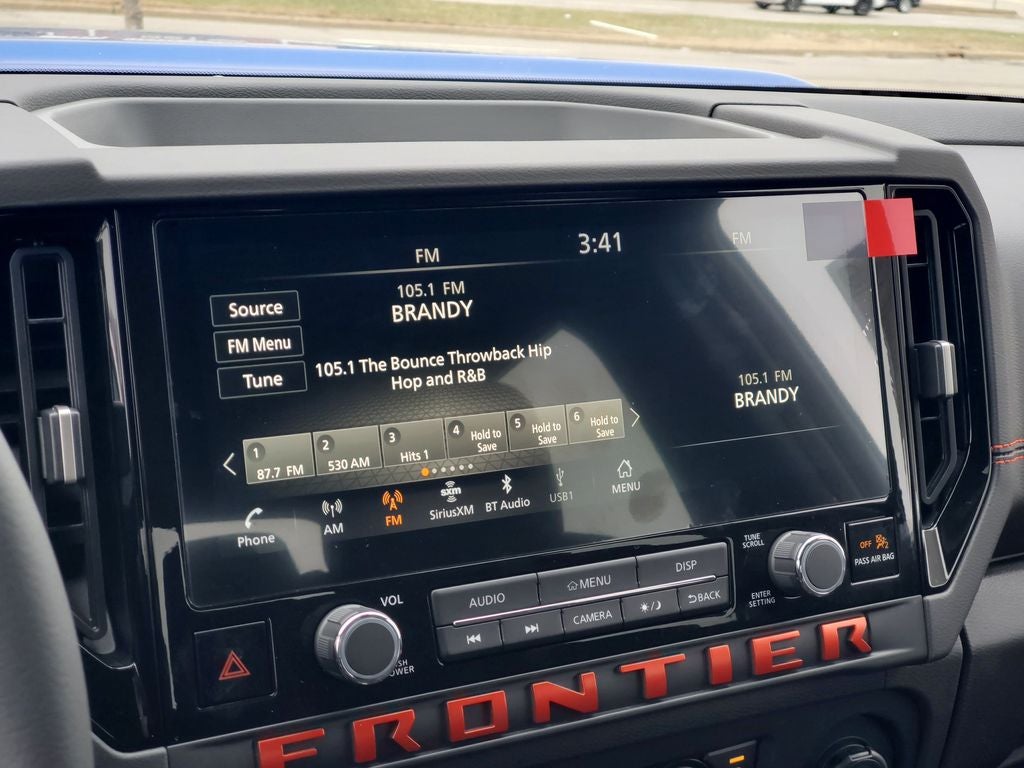 FM
3:41
FM
Source
FM Menu
Tune
105.1 FM
BRANDY
105.1 The Bounce Throwback Hip
Hop and R&B
105.1 FM
BRANDY
1
87.7 FM
2
530 AM
3
Hits 1
4
Hold to
Save
5
Hold to
Save
6
Hold to
Save
Phone
AM
FM
sxm
SiriusXM
BT Audio
USB1
MENU
VOL
AUDIO
MENU
DISP
CAMERA
BACK
TUNE
SCROLL
ENTER
SETTING
OFF
2
PASS AIR BAG
FRONTIER